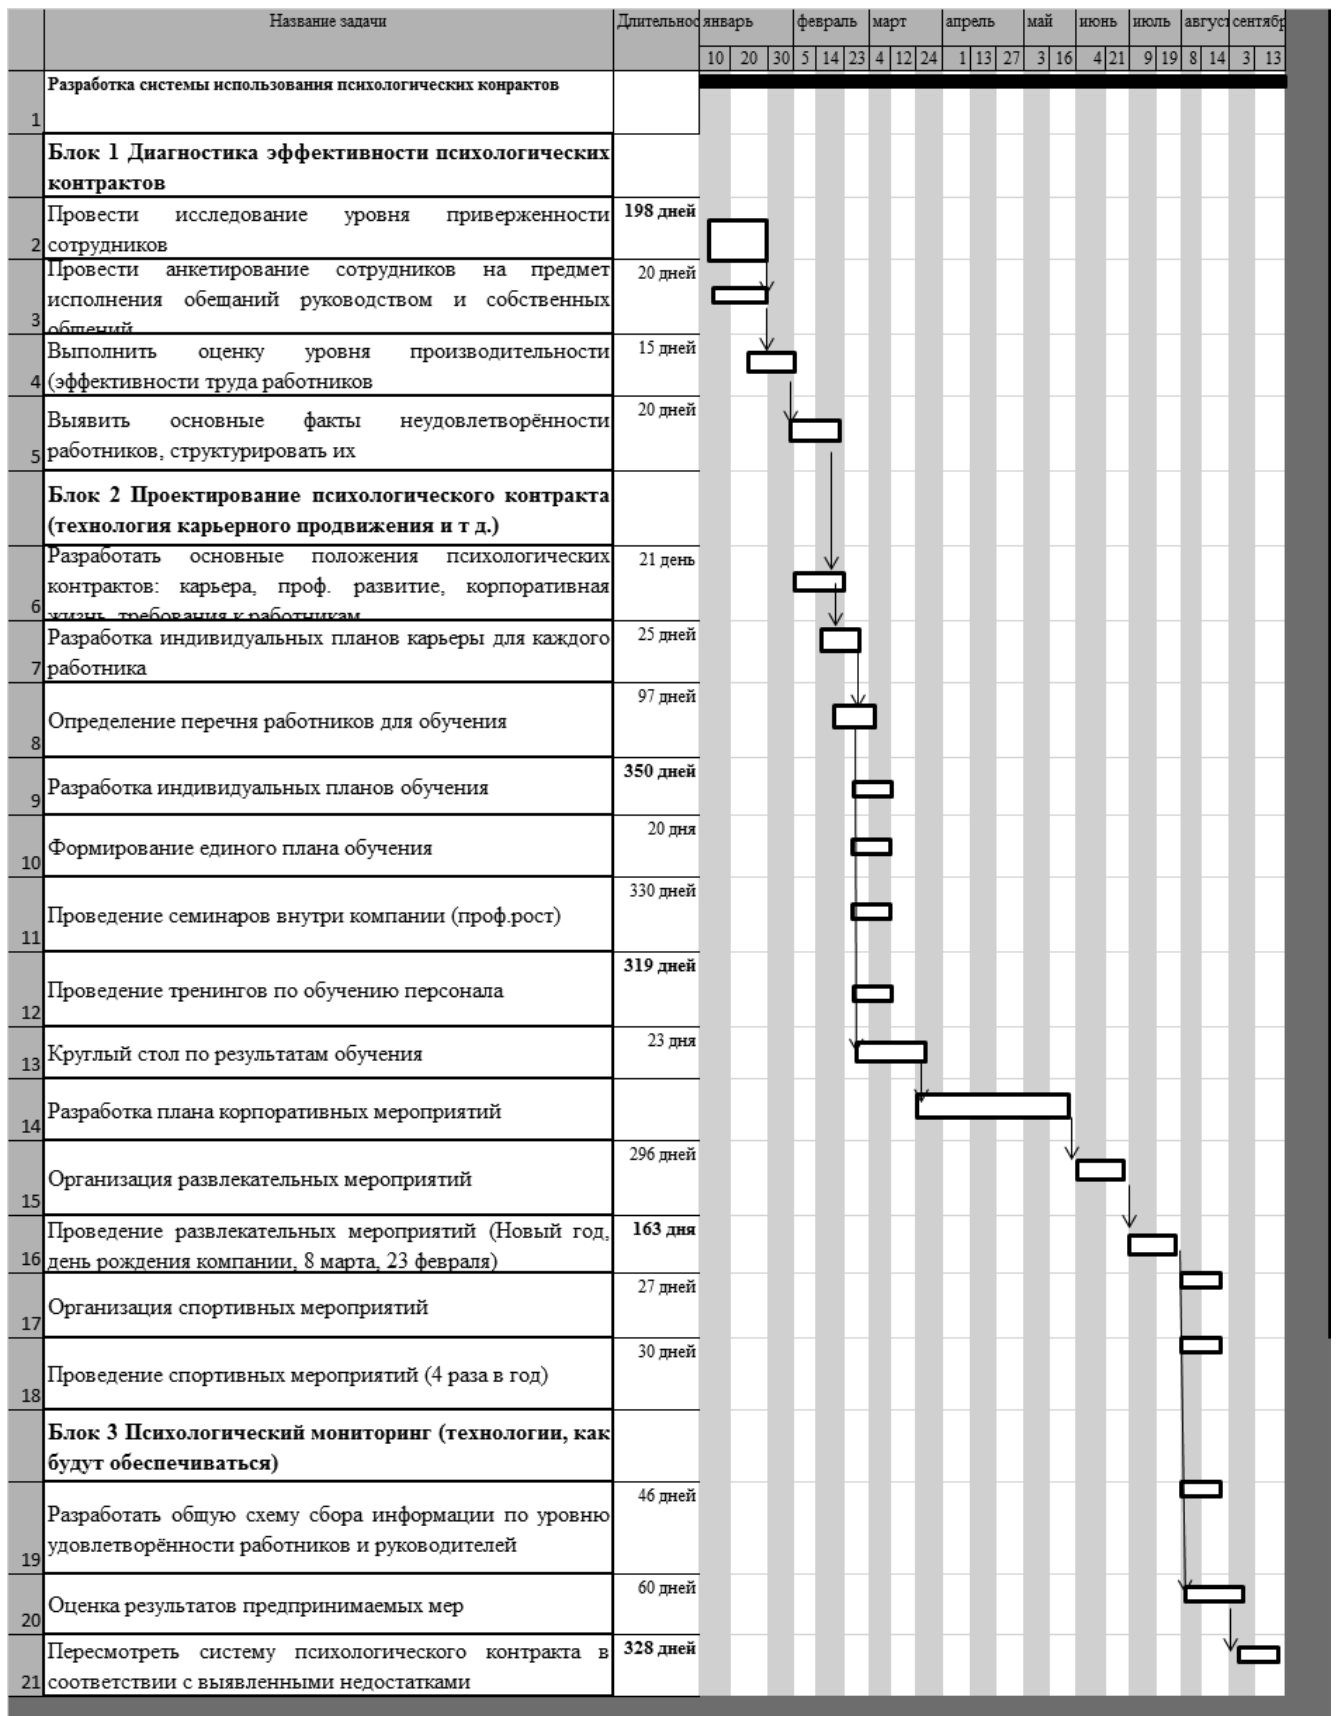 Название задачи
Длительнос
январь
февраль
март
апрель
май
июнь
июль
август
сентябр
10 20 30 5 14 23 4 12 24 1 13 27 3 16 4 21 9 19 8 14 3 13
1
Разработка системы использования психологических конрактов
Блок 1 Диагностика эффективности психологических
контрактов
Провести исследование уровня приверженности
2 сотрудников
198 дней
Провести анкетирование сотрудников на предмет
исполнения обещаний руководством и собственных
3 общений
20 дней
Выполнить оценку уровня производительности
4 (эффективности труда работников
15 дней
Выявить основные факты неудовлетворённости
5 работников, структурировать их
20 дней
Блок 2 Проектирование психологического контракта
(технология карьерного продвижения и т д.)
Разработать основные положения психологических
контрактов: карьера, проф. развитие, корпоративная
6 жизнь, требования к работникам
21 день
Разработка индивидуальных планов карьеры для каждого
7 работника
25 дней
8 Определение перечня работников для обучения
97 дней
9 Разработка индивидуальных планов обучения
350 дней
10 Формирование единого плана обучения
20 дня
11 Проведение семинаров внутри компании (проф.рост)
330 дней
12 Проведение тренингов по обучению персонала
319 дней
13 Круглый стол по результатам обучения
23 дня
14 Разработка плана корпоративных мероприятий
15 Организация развлекательных мероприятий
296 дней
Проведение развлекательных мероприятий (Новый год,
16 день рождения компании, 8 марта, 23 февраля)
163 дня
17 Организация спортивных мероприятий
27 дней
18 Проведение спортивных мероприятий (4 раза в год)
30 дней
Блок 3 Психологический мониторинг (технологии, как
будут обеспечиваться)
Разработать общую схему сбора информации по уровню
19 удовлетворённости работников и руководителей
46 дней
20 Оценка результатов предпринимаемых мер
60 дней
Пересмотреть систему психологического контракта в
21 соответствии с выявленными недостатками
328 дней